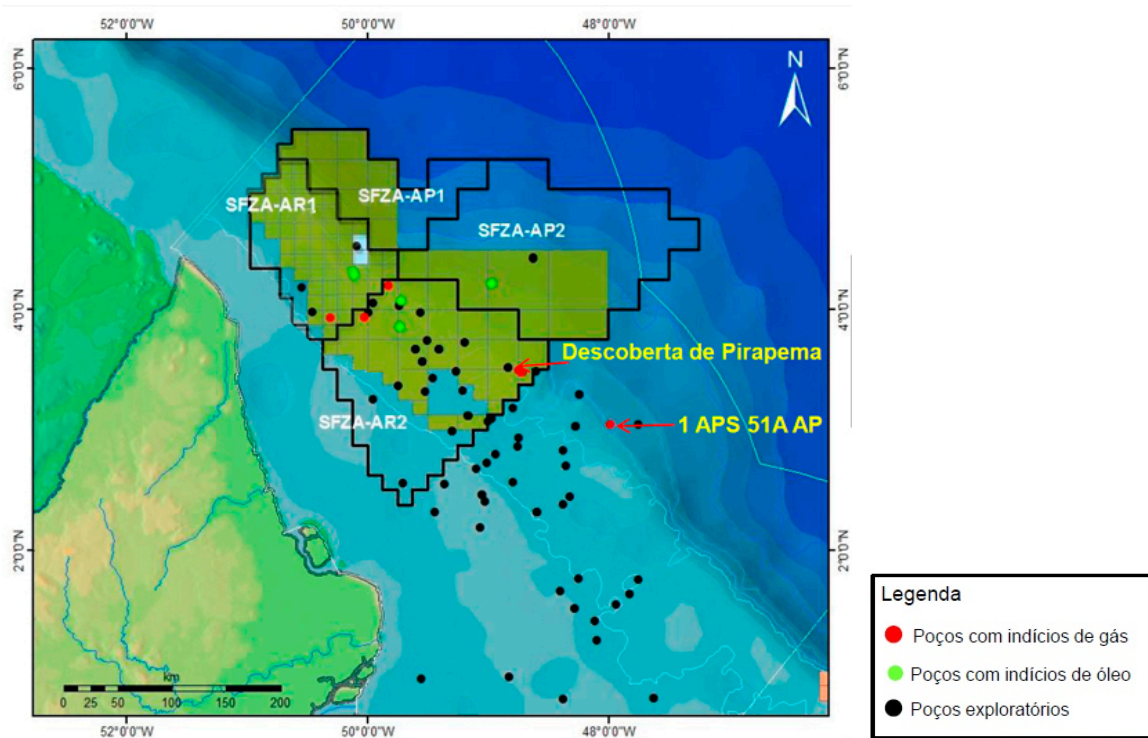 52°0'0"W
50°0'0"W
48°0'0"W
6°0'0"N
6°0'0"N
N
SFZA-AP1
SFZA-AR1
SFZA-AP2
4°0'0"N
4°0'0"N
Descoberta de Pirapema
SFZA-AR2
1 APS 51A AP
2°0'0"N
2°0'0"N
km
0 25 50 100 150 200
52°0'0"W
50°0'0"W
48°0'0"W
Legenda
Poços com indícios de gás
Poços com indícios de óleo
Poços exploratórios